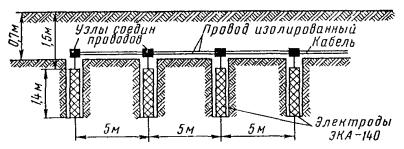 Узлы соедин
проводов
Провод изолированный
Кабель
0,7м
1,5м
1,4м
5м
5м
5м
Электроды
ЭКА-140